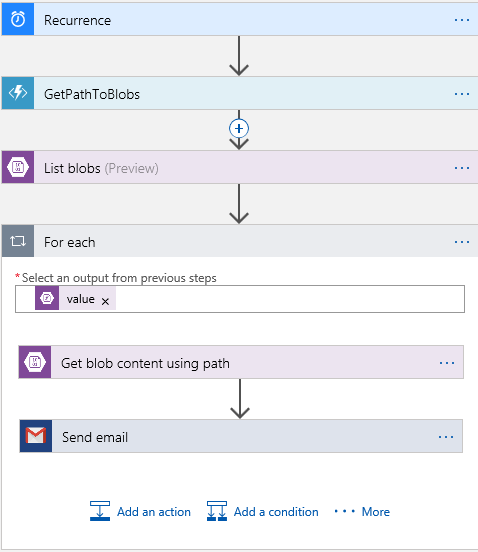 Recurrence
GetPathToBlobs
List blobs (Preview)
For each
* Select an output from previous steps
value ×
Get blob content using path
Send email
Add an action Add a condition ••• More